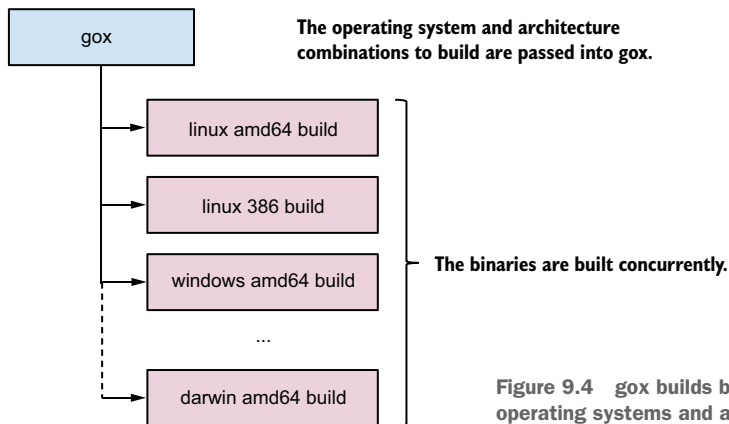 gox
The operating system and architecture
combinations to build are passed into gox.
linux amd64 build
linux 386 build
windows amd64 build
The binaries are built concurrently.
...
darwin amd64 build
Figure 9.4 gox builds b
operating systems and a